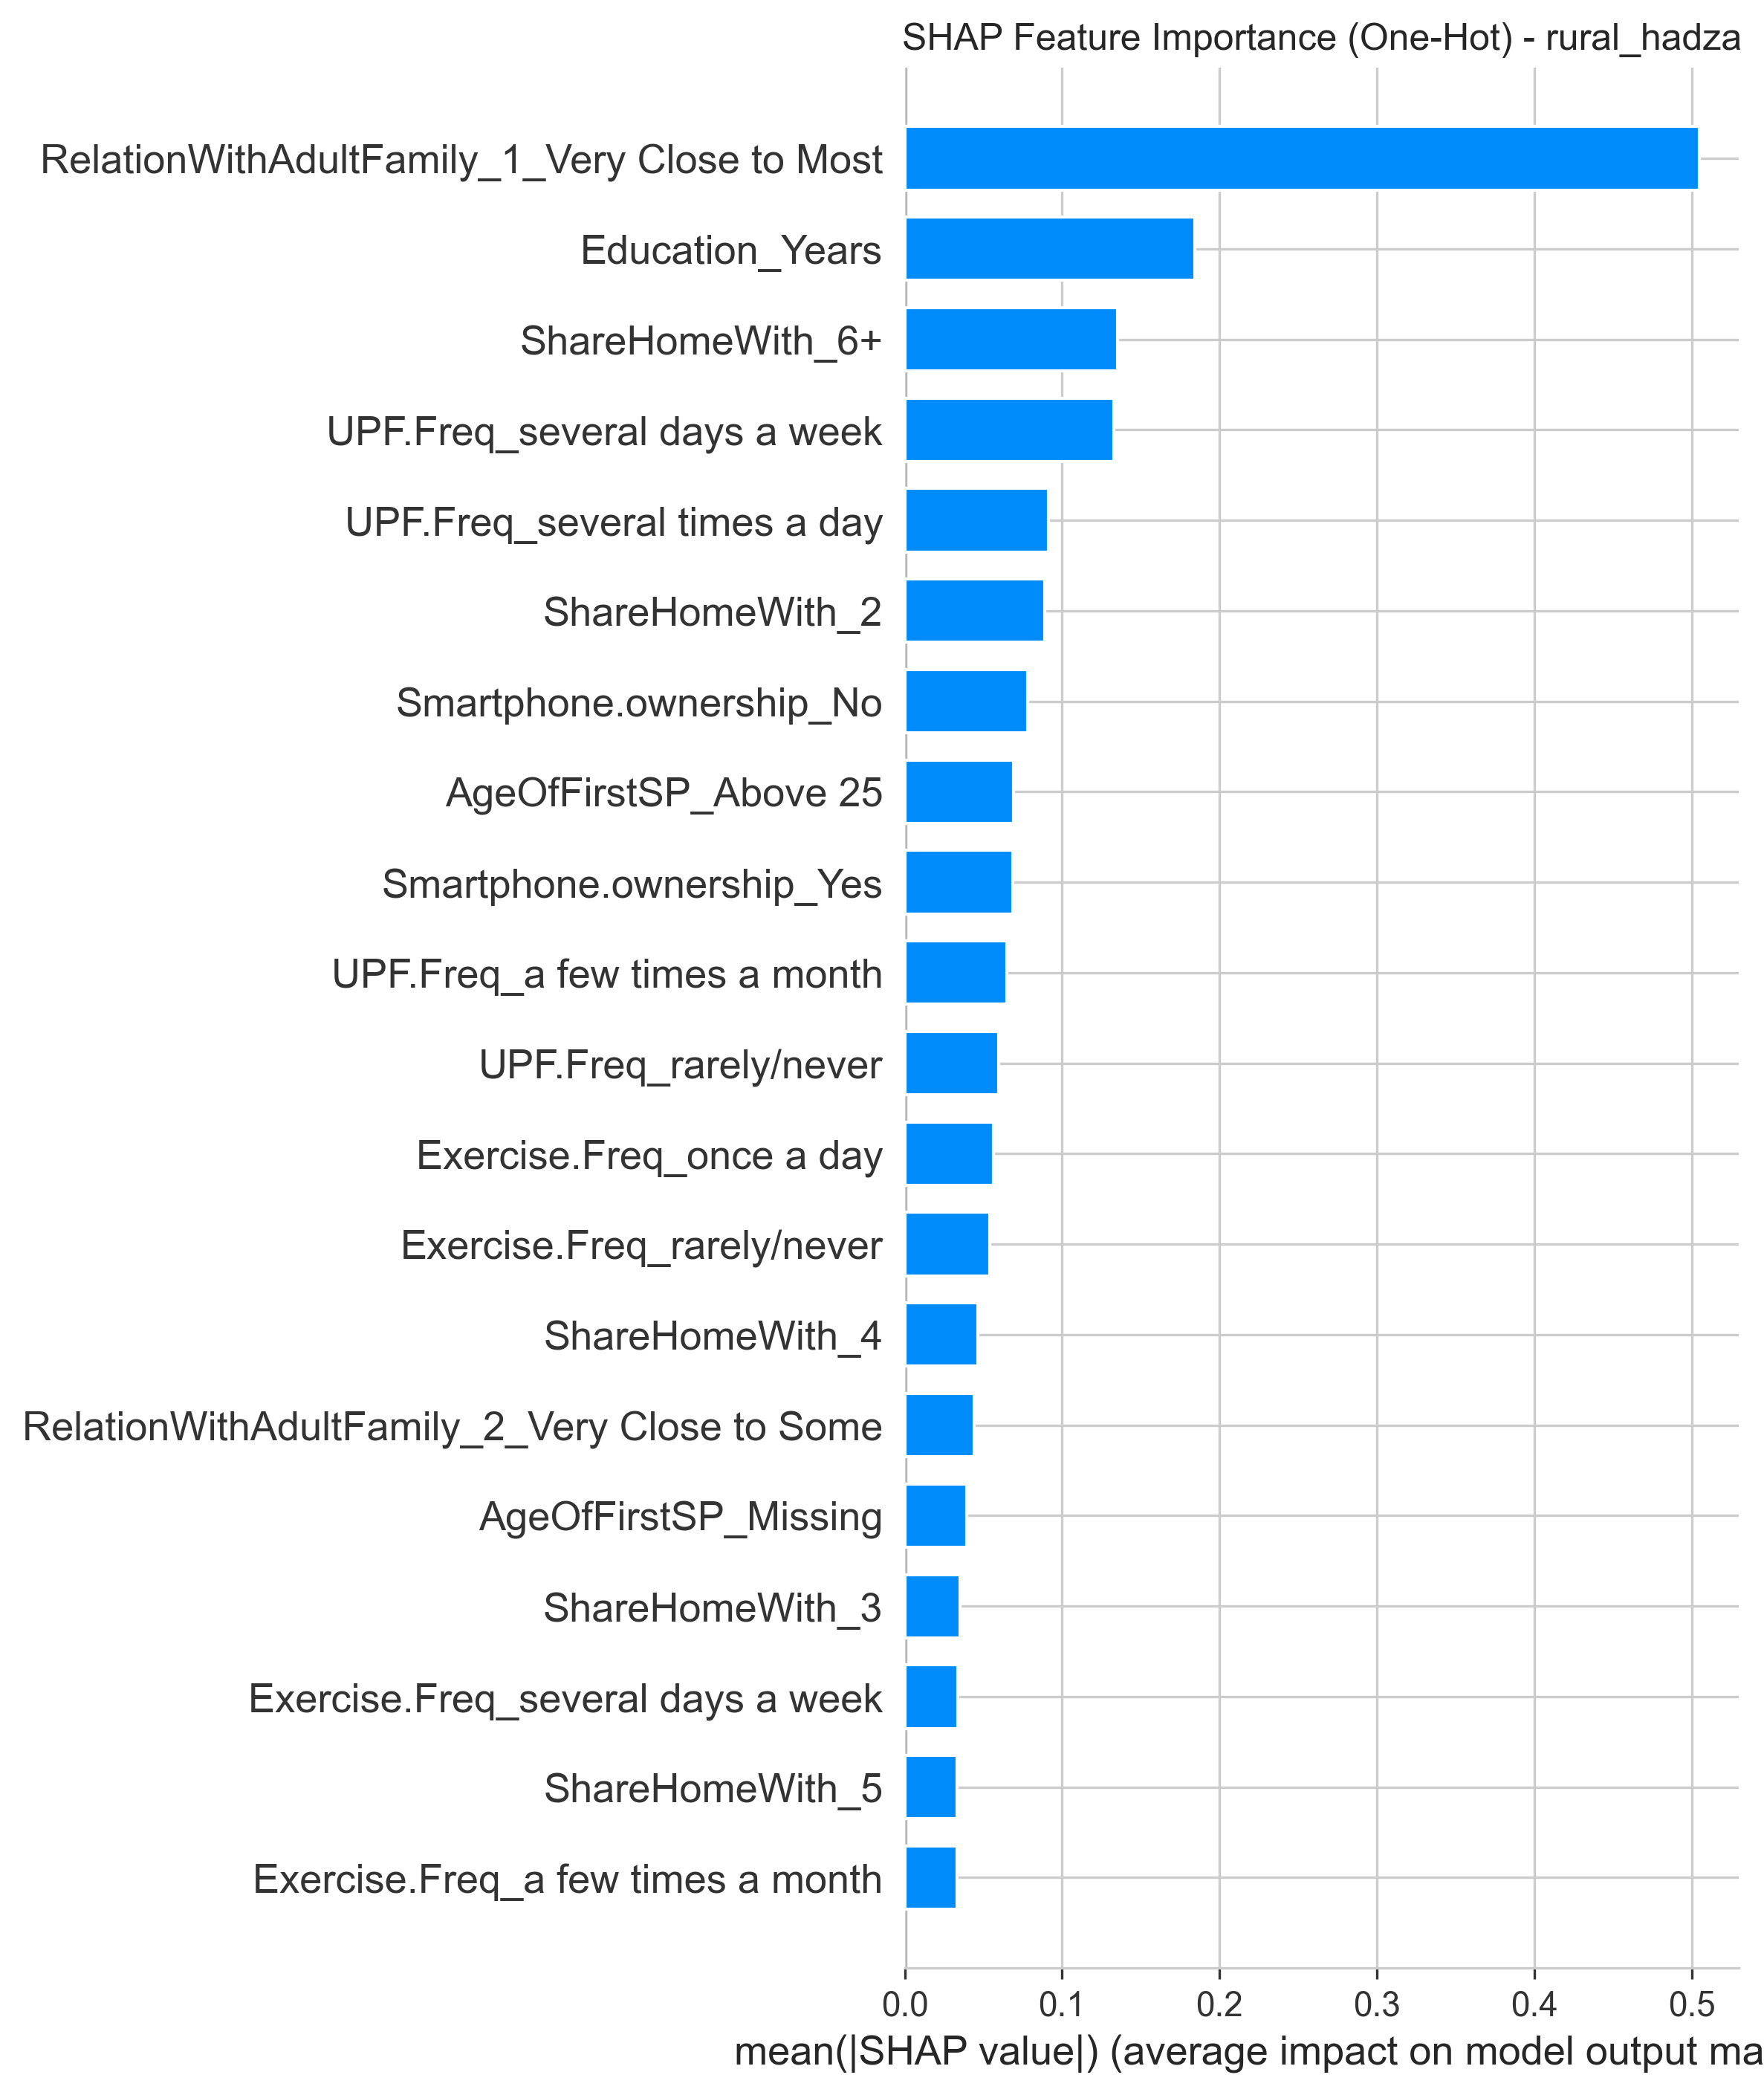 SHAP Feature Importance (One-Hot) - rural_hadza
RelationWithAdultFamily_1_Very Close to Most
Education_Years
ShareHomeWith_6+
UPF.Freq_several days a week
UPF.Freq_several times a day
ShareHomeWith_2
Smartphone.ownership_No
AgeOfFirstSP_Above 25
Smartphone.ownership_Yes
UPF.Freq_a few times a month
UPF.Freq_rarely/never
Exercise.Freq_once a day
Exercise.Freq_rarely/never
ShareHomeWith_4
RelationWithAdultFamily_2_Very Close to Some
AgeOfFirstSP_Missing
ShareHomeWith_3
Exercise.Freq_several days a week
ShareHomeWith_5
Exercise.Freq_a few times a month
0.0 0.1 0.2 0.3 0.4 0.5
mean(|SHAP value|) (average impact on model output ma